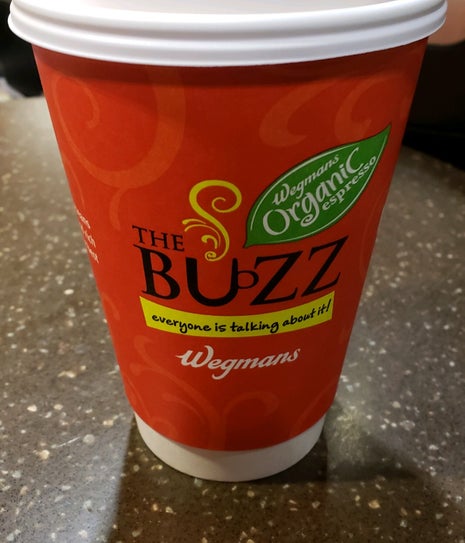 Wegmans
Organic
espresso
THE
BUZZ
everyone is talking about it!
Wegmans